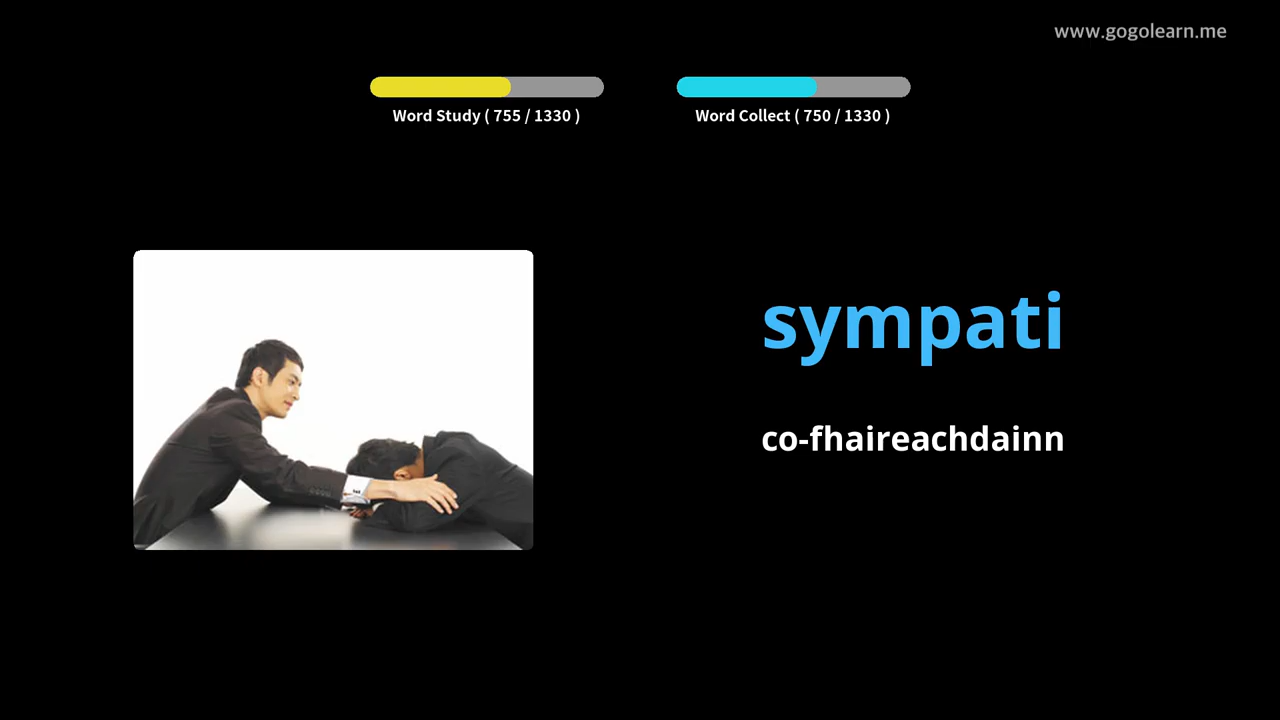 www.gogolearn.me
Word Study ( 755 / 1330 )
Word Collect ( 750 / 1330 )
sympati
co-fhaireachdainn